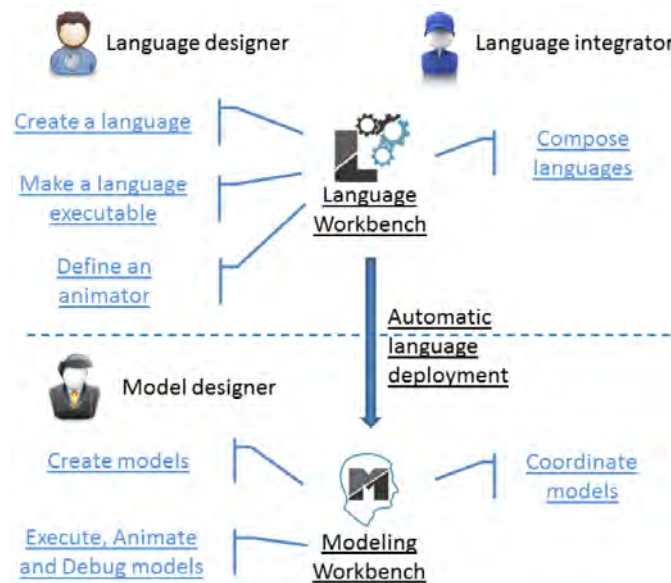 Language designer
Language integrator
Create a language
Make a language
executable
Define an
animator
Language
Workbench
Compose
languages
Automatic
language
deployment
Model designer
Create models
Execute, Animate
and Debug models
M
Modeling
Workbench
Coordinate
models